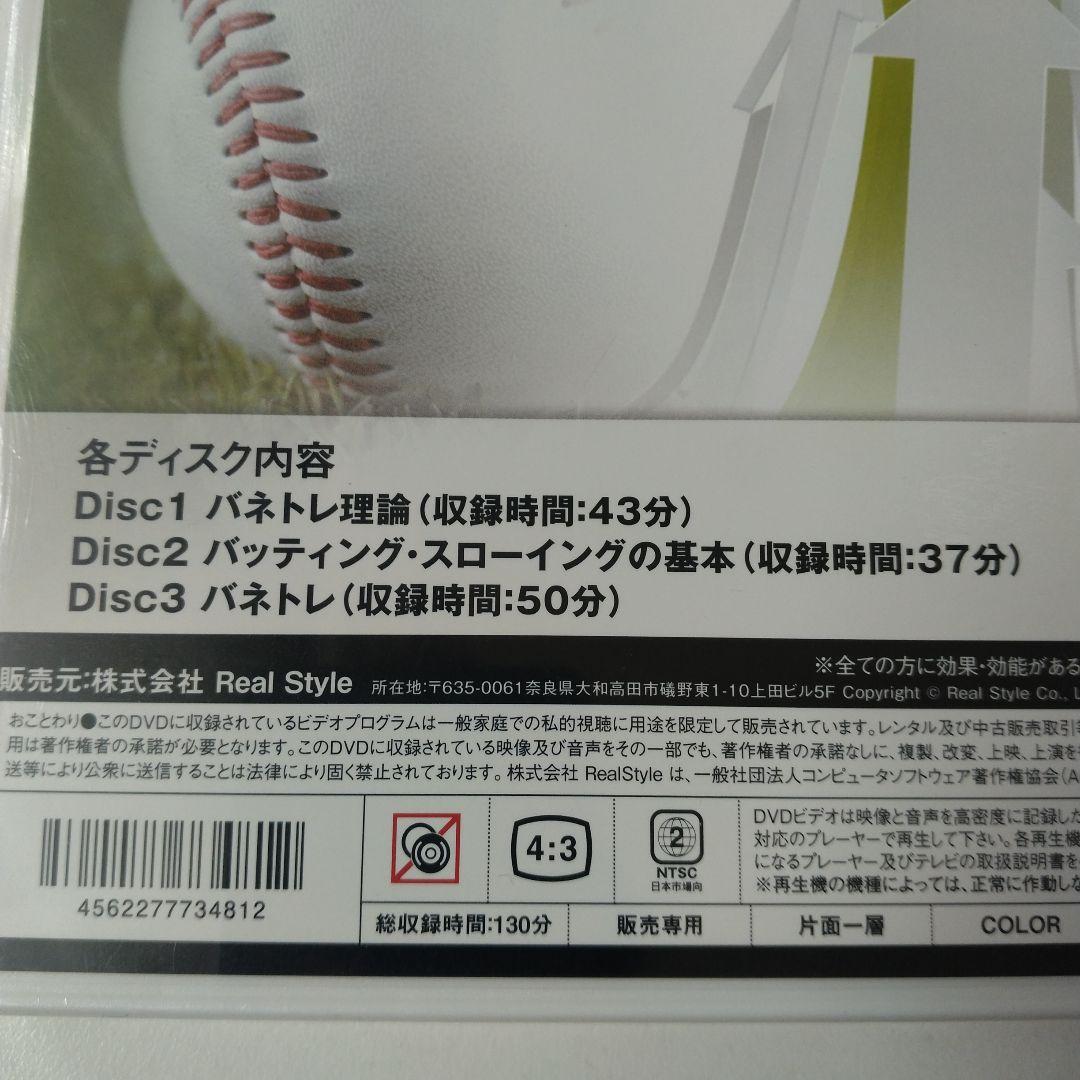 各ディスク内容
Disc1 バネトレ理論(収録時間:43分)
Disc2 バッティング・スローイングの基本(収録時間:37分)
Disc3 バネトレ(収録時間:50分)
※全ての方に効果・効能がある
販売元:株式会社 Real Style 所在地:〒635-0061奈良県大和高田市礒野東1-10上田ビル5F Copyright © Real Style Co., L
おことわり●このDVDに収録されているビデオプログラムは一般家庭での私的視聴に用途を限定して販売されています。レンタル及び中古販売取引
用は著作権者の承諾が必要となります。このDVDに収録されている映像及び音声をその一部でも、著作権者の承諾なしに、複製、改変、上映、上演を
送等により公衆に送信することは法律により固く禁止されております。 株式会社 RealStyle は、一般社団法人コンピュータソフトウェア著作権協会(A
4562277734812
4:3
2
NTSC
日本市場向
DVDビデオは映像と音声を高密度に記録した
対応のプレーヤーで再生して下さい。各再生機
になるプレーヤー及びテレビの取扱説明書を
※再生機の機種によっては、正常に作動しな
総収録時間:130分
販売専用
片面一層
COLOR